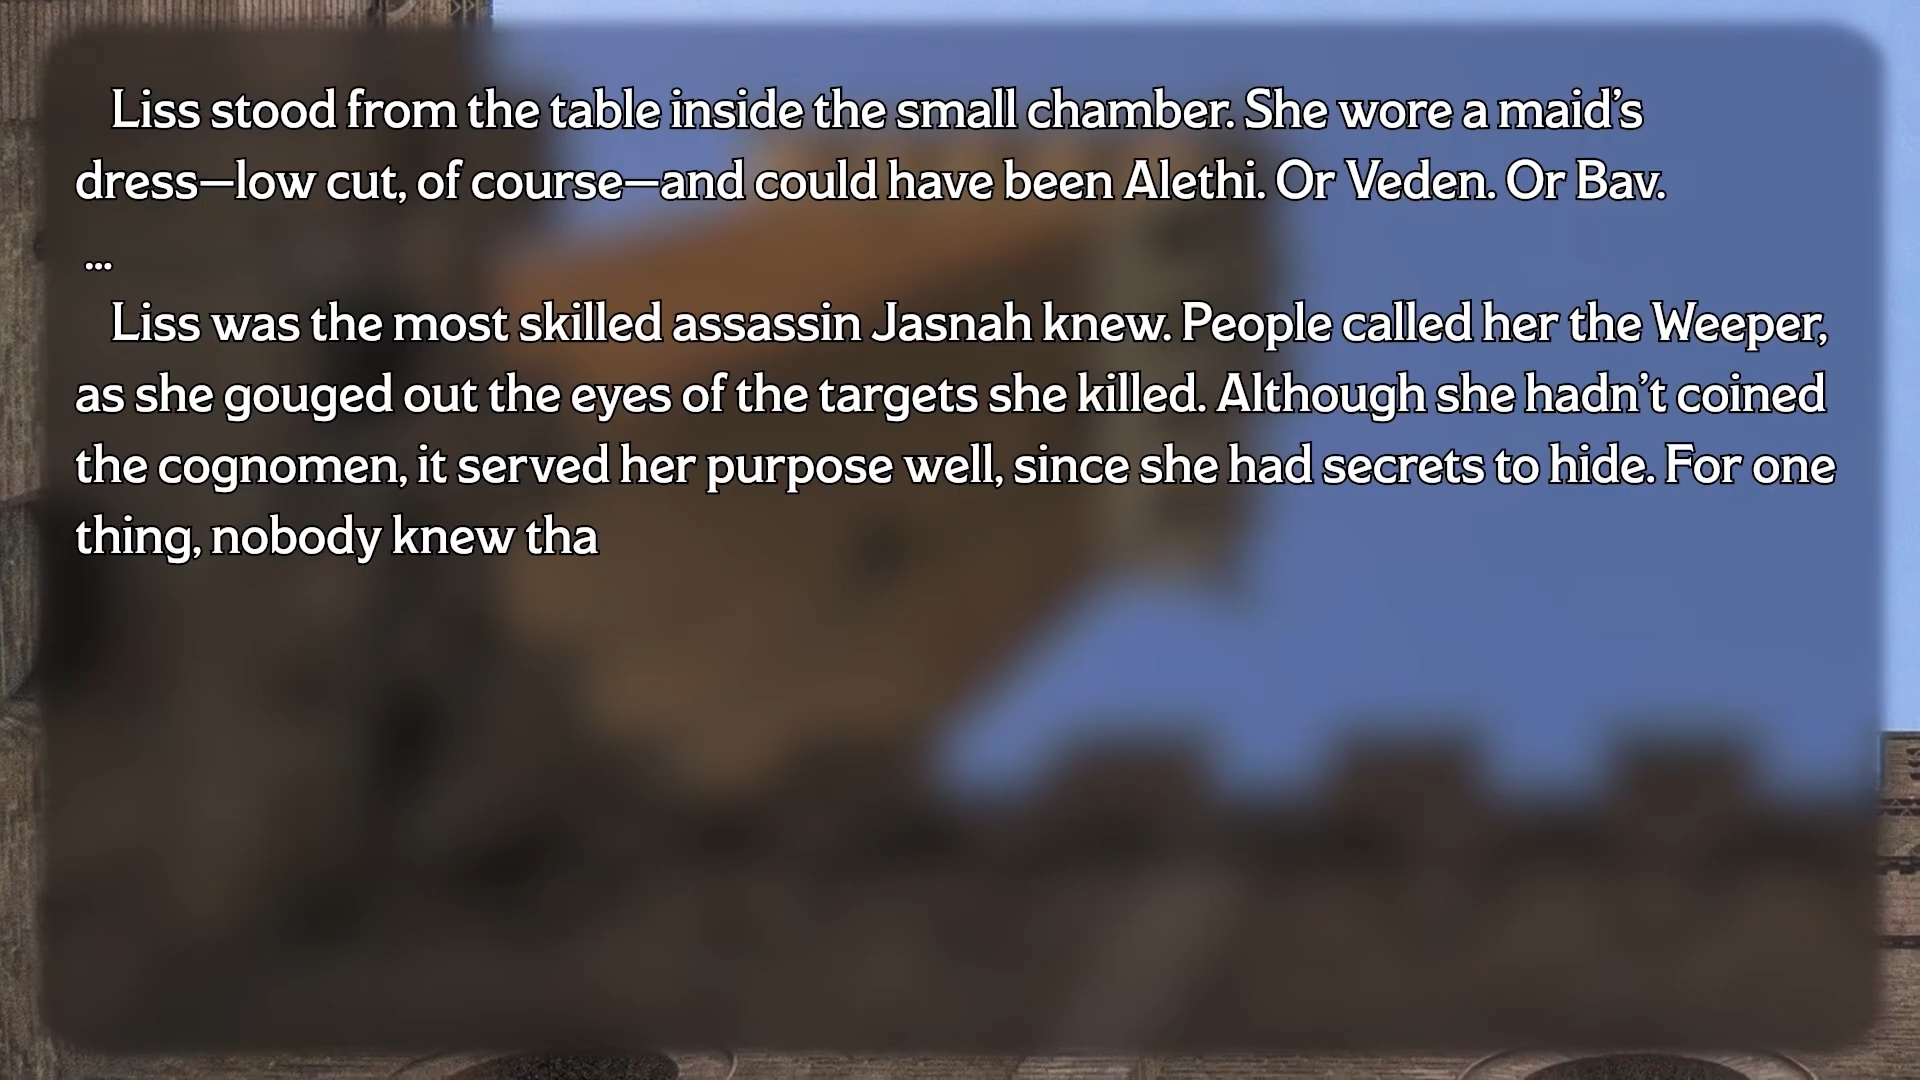 Liss stood from the table inside the small chamber. She wore a maid’s
dress—low cut, of course—and could have been Alethi. Or Veden. Or Bav.
...
Liss was the most skilled assassin Jasnah knew. People called her the Weeper,
as she gouged out the eyes of the targets she killed. Although she hadn’t coined
the cognomen, it served her purpose well, since she had secrets to hide. For one
thing, nobody knew tha